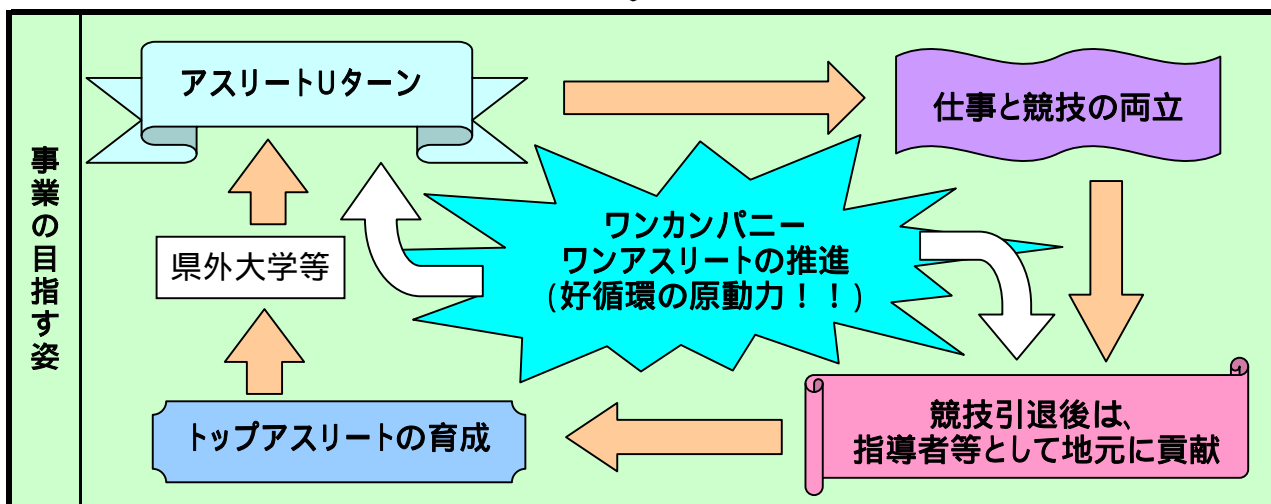 事業の目指す姿
アスリートUターン
仕事と競技の両立
ワンカンパニー
ワンアスリートの推進
(好循環の原動力！！)
県外大学等
競技引退後は、
指導者等として地元に貢献
トップアスリートの育成